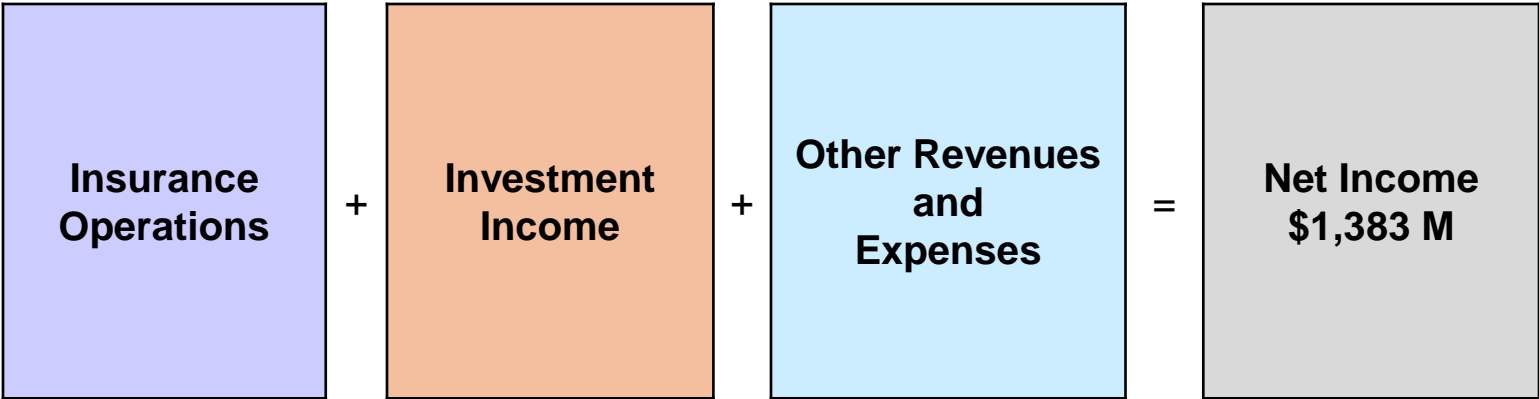 Insurance
Operations
+
Investment
Income
+
Other Revenues
and
Expenses
=
Net Income
$1,383 M